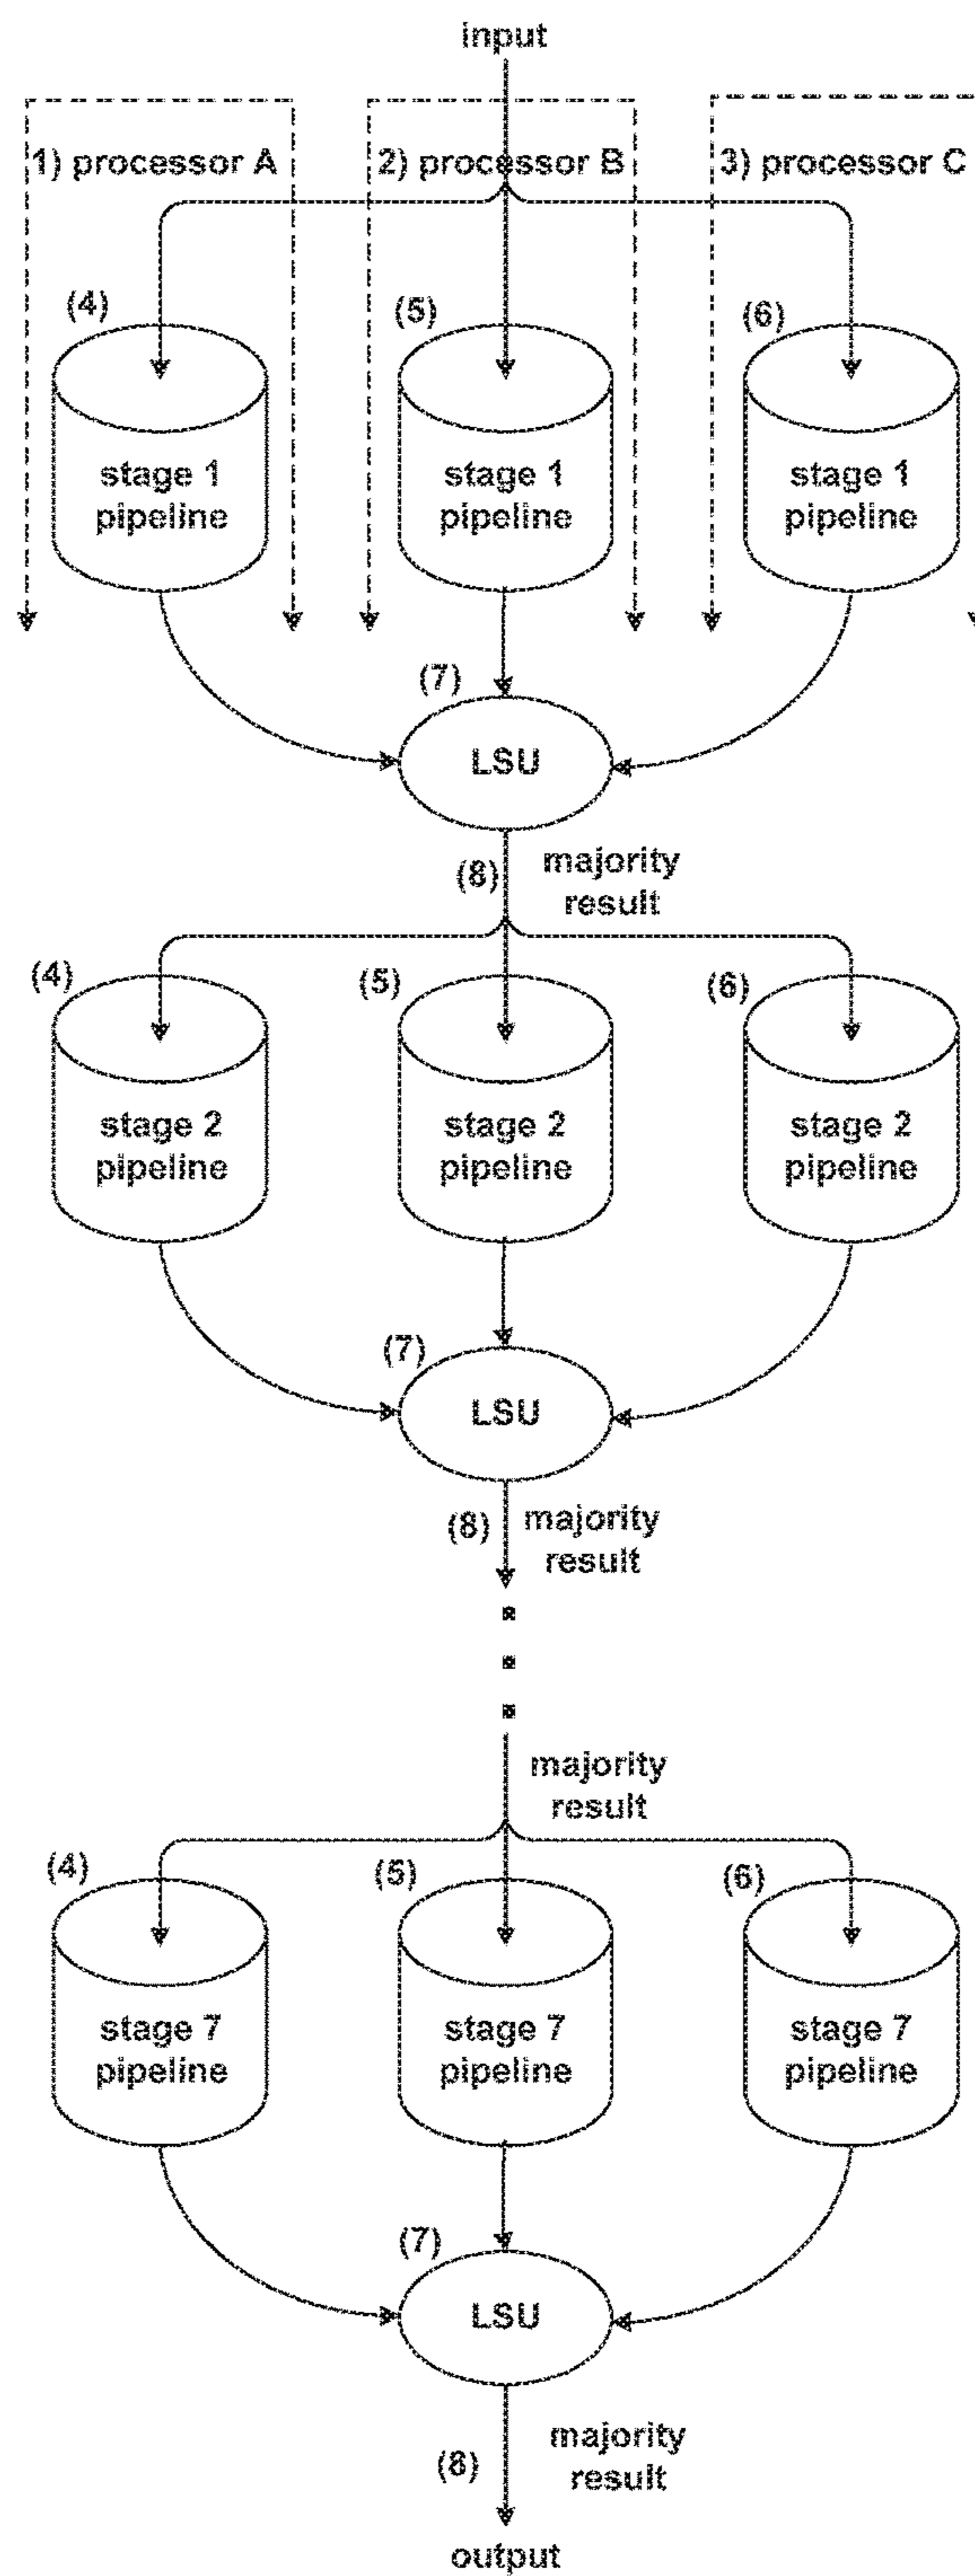 input
1) processor A
2) processor B
3) processor C
(4)
(5)
(6)
stage 1
pipeline
stage 1
pipeline
stage 1
pipeline
(7)
LSU
(8)
majority
result
(4)
(5)
(6)
stage 2
pipeline
stage 2
pipeline
stage 2
pipeline
(7)
LSU
(8)
majority
result
majority
result
(4)
(5)
(6)
stage 7
pipeline
stage 7
pipeline
stage 7
pipeline
(7)
LSU
(8)
majority
result
output